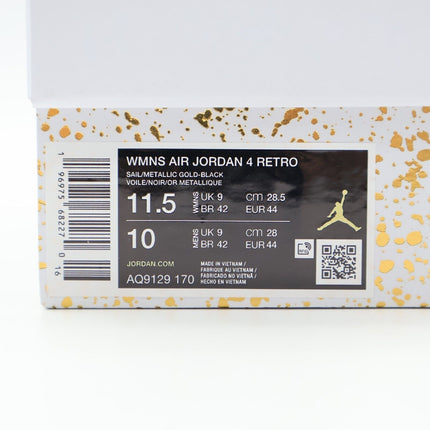 WMNS AIR JORDAN 4 RETRO
SAIL/METALLIC GOLD-BLACK
VOILE/NOIR/OR METALLIQUE
11.5 WMNS UK 9 CM 28.5
BR 42 EUR 44
10 MENS UK 9 CM 28
BR 42 EUR 44
JORDAN.COM
AQ9129 170
MADE IN VIETNAM /
FABRIQUE AU VIETNAM /
FABRICADO NO VIETNÃ /
HECHO EN VIETNAM
1 96975 68227 0 16